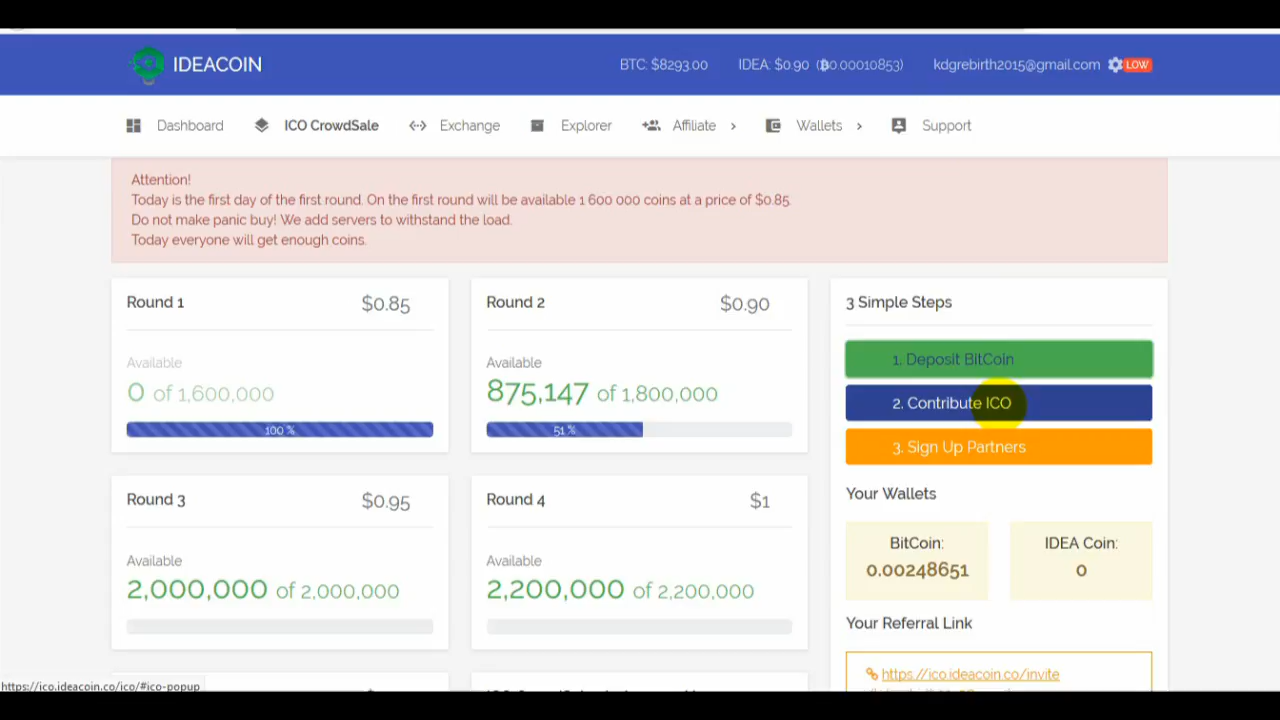 IDEACOIN
BTC: $8293.00
IDEA: $0.90 (฿0.00010853)
kdgrebirth2015@gmail.com
LOW
Dashboard
ICO CrowdSale
Exchange
Explorer
Affiliate
Wallets
Support
Attention!
Today is the first day of the first round. On the first round will be available 1 600 000 coins at a price of $0.85.
Do not make panic buy! We add servers to withstand the load.
Today everyone will get enough coins.
Round 1 $0.85
Available
0 of 1,600,000
100 %
Round 2 $0.90
Available
875,147 of 1,800,000
51 %
Round 3 $0.95
Available
2,000,000 of 2,000,000
Round 4 $1
Available
2,200,000 of 2,200,000
3 Simple Steps
1. Deposit BitCoin
2. Contribute ICO
3. Sign Up Partners
Your Wallets
BitCoin:
0.00248651
IDEA Coin:
0
Your Referral Link
https://ico.ideacoin.co/invite
https://ico.ideacoin.co/ico/#ico-popup